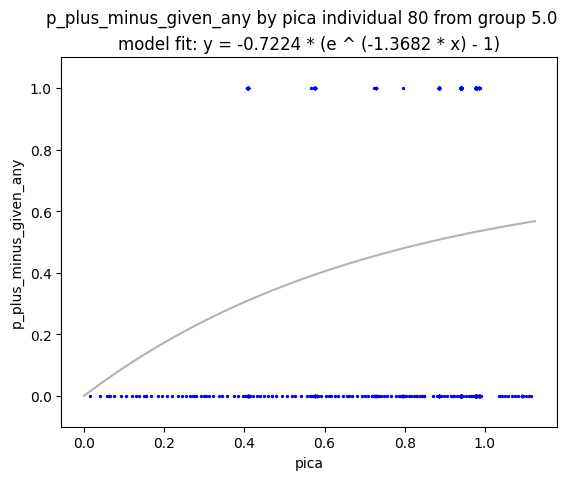 p_plus_minus_given_any by pica individual 80 from group 5.0
model fit: y = -0.7224 * (e ^ (-1.3682 * x) - 1)
1.0
0.8
0.6
0.4
0.2
0.0
p_plus_minus_given_any
0.0 0.2 0.4 0.6 0.8 1.0
pica